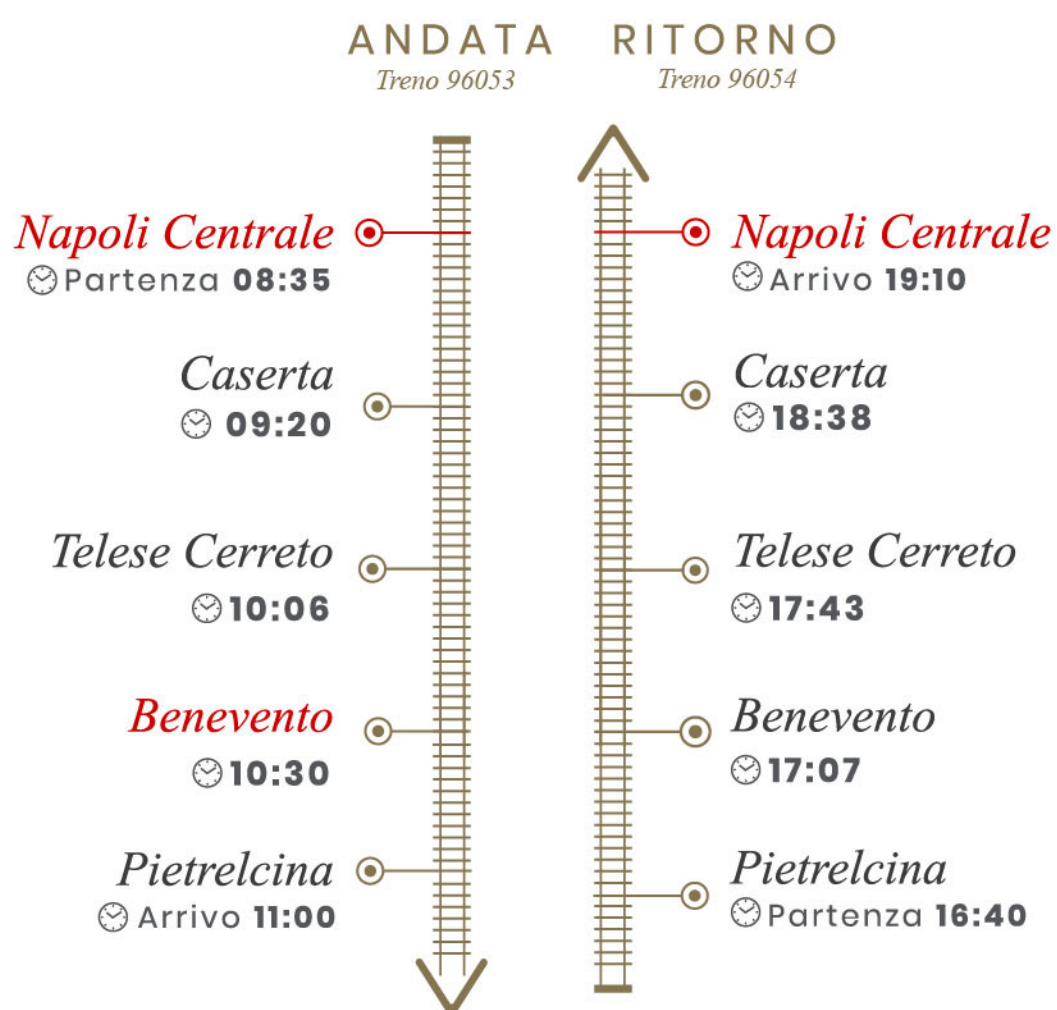 ANDATA
Treno 96053
Napoli Centrale
Partenza 08:35
Caserta
09:20
Telese Cerreto
10:06
Benevento
10:30
Pietrelcina
Arrivo 11:00
RITORNO
Treno 96054
Napoli Centrale
Arrivo 19:10
Caserta
18:38
Telese Cerreto
17:43
Benevento
17:07
Pietrelcina
Partenza 16:40